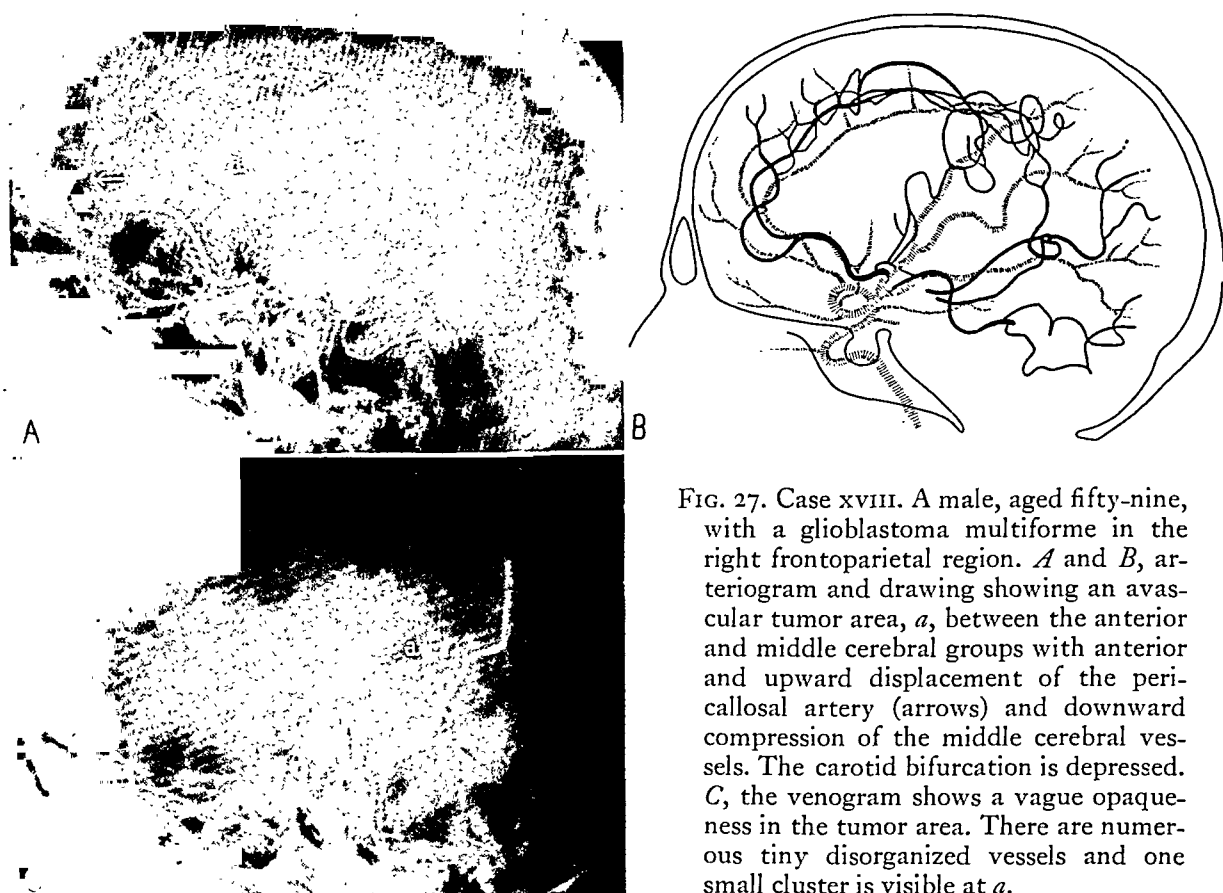 A
B
a
FIG. 27. Case XVIII. A male, aged fifty-nine,
with a glioblastoma multiforme in the
right frontoparietal region. A and B, ar-
teriogram and drawing showing an avas-
cular tumor area, a, between the anterior
and middle cerebral groups with anterior
and upward displacement of the peri-
callosal artery (arrows) and downward
compression of the middle cerebral ves-
sels. The carotid bifurcation is depressed.
C, the venogram shows a vague opaque-
ness in the tumor area. There are numer-
ous tiny disorganized vessels and one
small cluster is visible at a.